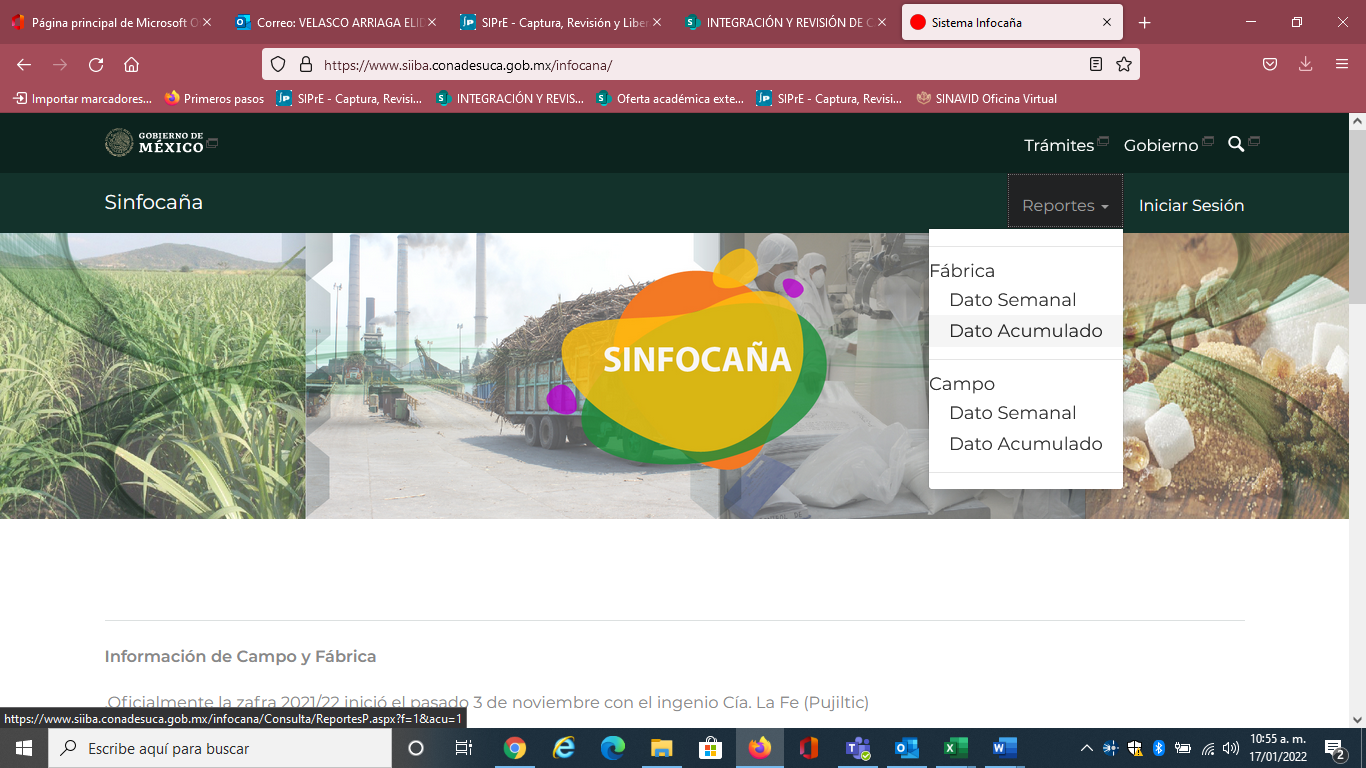 Página principal de Microsoft O
Correo: VELASCO ARRIAGA ELID
SIPrE - Captura, Revisión y Liber
INTEGRACIÓN Y REVISIÓN DE C
Sistema Infocaña
https://www.siiba.conadesuca.gob.mx/infocana/
Importar marcadores...
Primeros pasos
SIPrE - Captura, Revisi...
INTEGRACIÓN Y REVIS...
Oferta académica exte...
SIPrE - Captura, Revisi...
SINAVID Oficina Virtual
GOBIERNO DE
MÉXICO
Trámites
Gobierno
Sinfocaña
Reportes
Iniciar Sesión
Fábrica
Dato Semanal
Dato Acumulado
Campo
Dato Semanal
Dato Acumulado
SINFOCAÑA
Información de Campo y Fábrica
Oficialmente la zafra 2021/22 inició el pasado 3 de noviembre con el ingenio Cía. La Fe (Pujiltic)
https://www.siiba.conadesuca.gob.mx/infocana/Consulta/ReportesP.aspx?f=1&acu=1
Escribe aquí para buscar
10:55 a. m.
17/01/2022
2